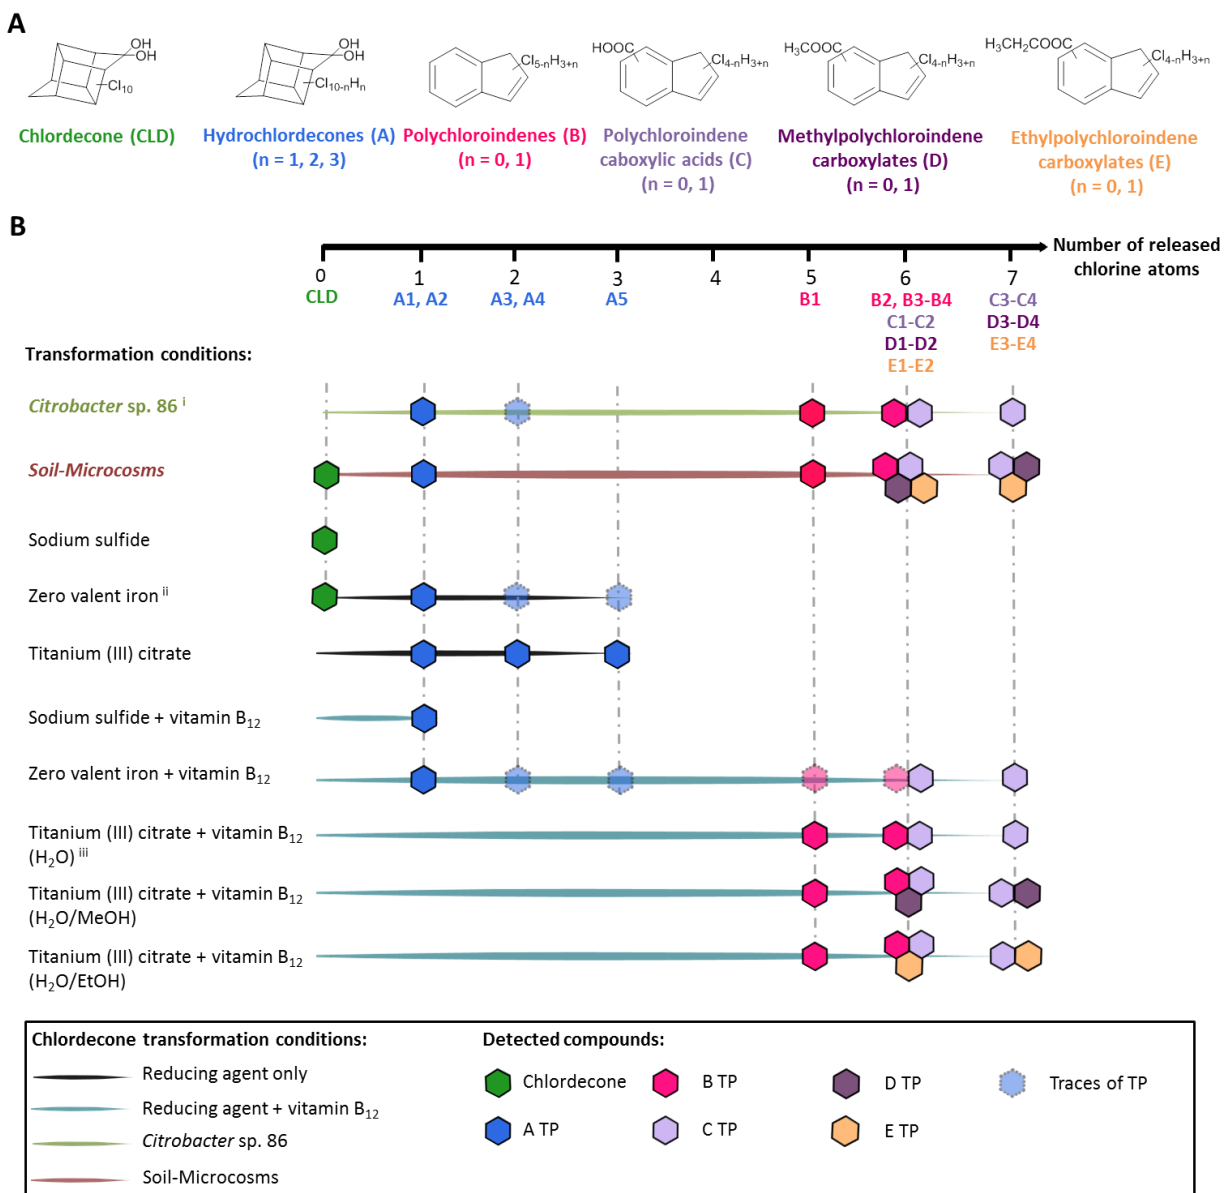 A
OH
OH
Cl10
OH
OH
Cl10-nHn
Cl5-nH3+n
HOOC
Cl4-nH3+n
H3COOC
Cl4-nH3+n
H3CH2COOC
Cl4-nH3+n
Chlordecone (CLD)
Hydrochlordecones (A)
(n = 1, 2, 3)
Polychloroindenes (B)
(n = 0, 1)
Polychloroindene
caboxylic acids (C)
(n = 0, 1)
Methylpolychloroindene
carboxylates (D)
(n = 0, 1)
Ethylpolychloroindene
carboxylates (E)
(n = 0, 1)
B
Number of released
chlorine atoms
0 1 2 3 4 5 6 7
CLD A1, A2 A3, A4 A5 B1 B2, B3-B4 C3-C4
C1-C2 D3-D4
D1-D2 E3-E4
E1-E2
Transformation conditions:
Citrobacter sp. 86 i
Soil-Microcosms
Sodium sulfide
Zero valent iron ii
Titanium (III) citrate
Sodium sulfide + vitamin B12
Zero valent iron + vitamin B12
Titanium (III) citrate + vitamin B12
(H2O) iii
Titanium (III) citrate + vitamin B12
(H2O/MeOH)
Titanium (III) citrate + vitamin B12
(H2O/EtOH)
Chlordecone transformation conditions:
Reducing agent only
Reducing agent + vitamin B12
Citrobacter sp. 86
Soil-Microcosms
Detected compounds:
Chlordecone B TP D TP Traces of TP
A TP C TP E TP